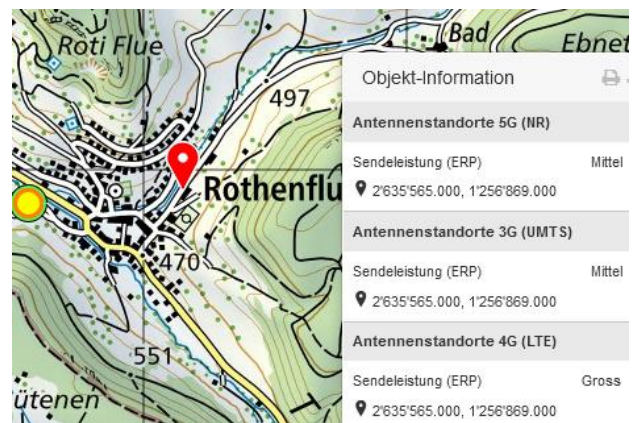 Roti Flue
Bad
Ebnet
497
Rothenflu
470
551
ütenen
T
Objekt-Information
Antennenstandorte 5G (NR)
Sendeleistung (ERP) Mittel
2'635'565.000, 1'256'869.000
Antennenstandorte 3G (UMTS)
Sendeleistung (ERP) Mittel
2'635'565.000, 1'256'869.000
Antennenstandorte 4G (LTE)
Sendeleistung (ERP) Gross
2'635'565.000, 1'256'869.000